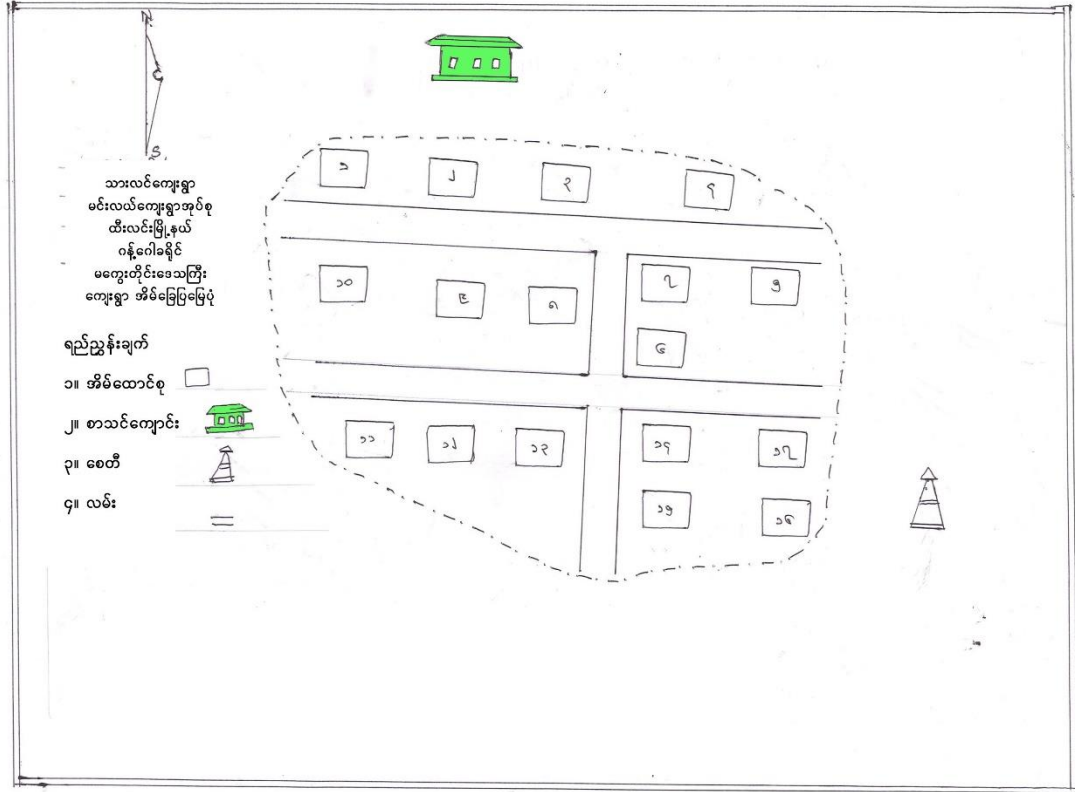 N
S
သားလင်ကျေးရွာ
မင်းလယ်ကျေးရွာအုပ်စု
ထီးလင်းမြို့နယ်
ဂန့်ဂေါခရိုင်
မကွေးတိုင်းဒေသကြီး
ကျေးရွာ အိမ်ခြေပြမြေပုံ
ရည်ညွှန်းချက်
၁။ အိမ်ထောင်စု
၂။ စာသင်ကျောင်း
၃။ စေတီ
၄။ လမ်း
၁ ၂ ၃ ၄
၁၀ ၉ ၈ ၇ ၅
၆
၁၁ ၁၂ ၁၃ ၁၄ ၁၇
၁၅ ၁၆